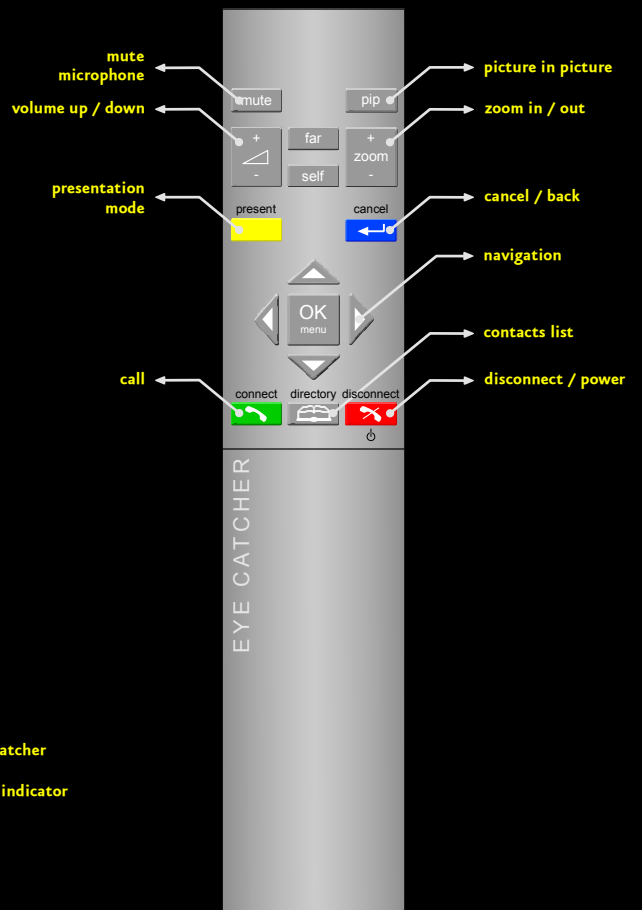 mute
microphone
picture in picture
mute
pip
volume up / down
zoom in / out
+
far
+
zoom
-
self
-
presentation
mode
cancel / back
present
cancel
navigation
OK
menu
contacts list
call
disconnect / power
connect
directory
disconnect
EYE CATCHER
atcher
indicator